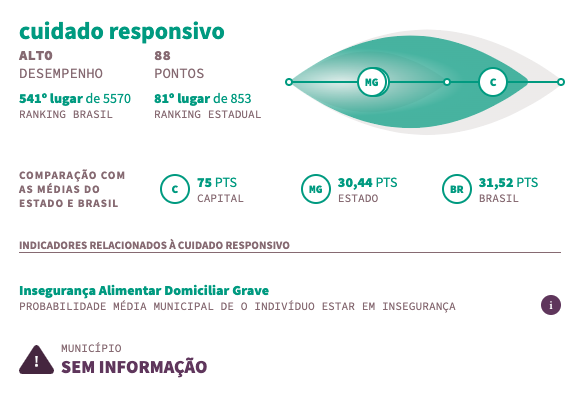 cuidado responsivo
ALTO
DESEMPENHO
88
PONTOS
541º lugar de 5570
RANKING BRASIL
81º lugar de 853
RANKING ESTADUAL
MG
C
COMPARAÇÃO COM
AS MÉDIAS DO
ESTADO E BRASIL
C
75 PTS
CAPITAL
MG
30,44 PTS
ESTADO
BR
31,52 PTS
BRASIL
INDICADORES RELACIONADOS À CUIDADO RESPONSIVO
Insegurança Alimentar Domiciliar Grave
PROBABILIDADE MÉDIA MUNICIPAL DE O INDIVÍDUO ESTAR EM INSEGURANÇA
i
!
MUNICÍPIO
SEM INFORMAÇÃO